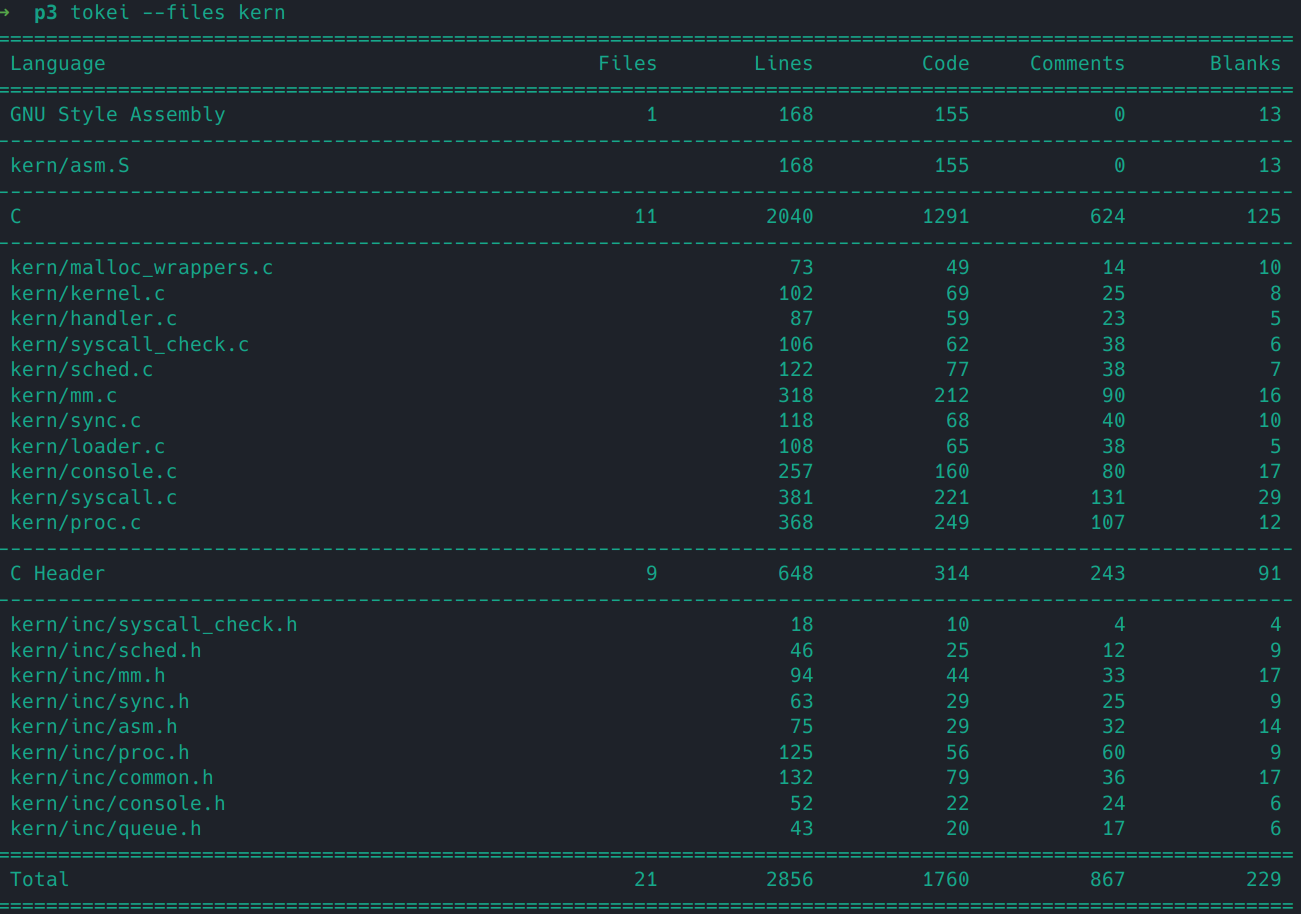 → p3 tokei --files kern
Language Files Lines Code Comments Blanks
GNU Style Assembly 1 168 155 0 13
kern/asm.S 168 155 0 13
C 11 2040 1291 624 125
kern/malloc_wrappers.c 73 49 14 10
kern/kernel.c 102 69 25 8
kern/handler.c 87 59 23 5
kern/syscall_check.c 106 62 38 6
kern/sched.c 122 77 38 7
kern/mm.c 318 212 90 16
kern/sync.c 118 68 40 10
kern/loader.c 108 65 38 5
kern/console.c 257 160 80 17
kern/syscall.c 381 221 131 29
kern/proc.c 368 249 107 12
C Header 9 648 314 243 91
kern/inc/syscall_check.h 18 10 4 4
kern/inc/sched.h 46 25 12 9
kern/inc/mm.h 94 44 33 17
kern/inc/sync.h 63 29 25 9
kern/inc/asm.h 75 29 32 14
kern/inc/proc.h 125 56 60 9
kern/inc/common.h 132 79 36 17
kern/inc/console.h 52 22 24 6
kern/inc/queue.h 43 20 17 6
Total 21 2856 1760 867 229